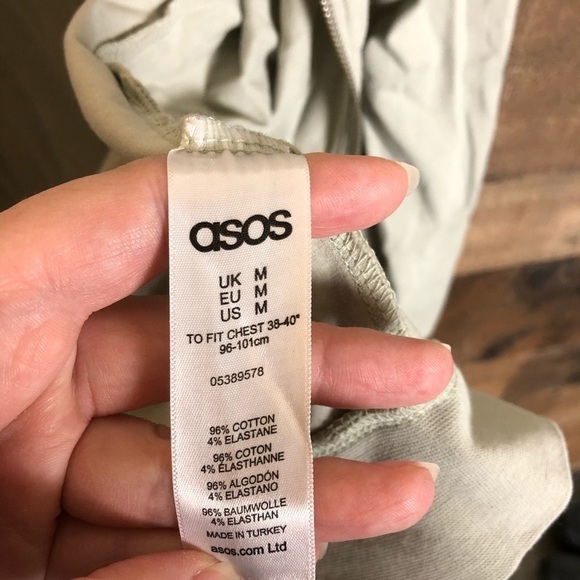 asos
UK M
EU M
US M
TO FIT CHEST 38-40"
96-101cm
05389578
96% COTTON
4% ELASTANE
96% COTON
4% ELASTHANNE
96% ALGODÓN
4% ELASTANO
96% BAUMWOLLE
4% ELASTHAN
MADE IN TURKEY
asos.com Ltd